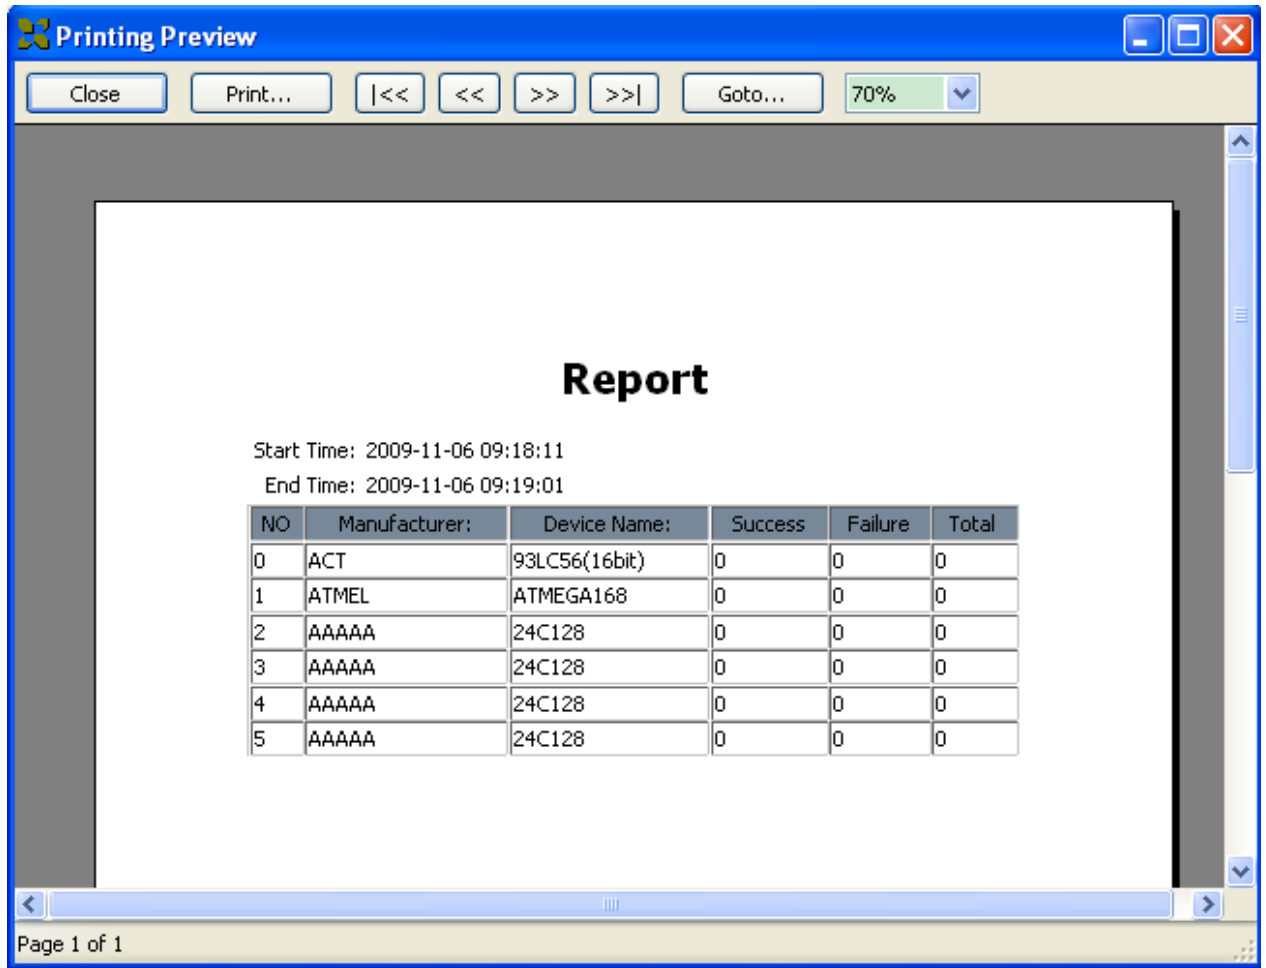 Printing Preview
Close Print... |<< << >> >>| Goto... 70%
Report
Start Time: 2009-11-06 09:18:11
End Time: 2009-11-06 09:19:01
NO Manufacturer: Device Name: Success Failure Total
0 ACT 93LC56(16bit) 0 0 0
1 ATMEL ATMEGA168 0 0 0
2 AAAAA 24C128 0 0 0
3 AAAAA 24C128 0 0 0
4 AAAAA 24C128 0 0 0
5 AAAAA 24C128 0 0 0
Page 1 of 1